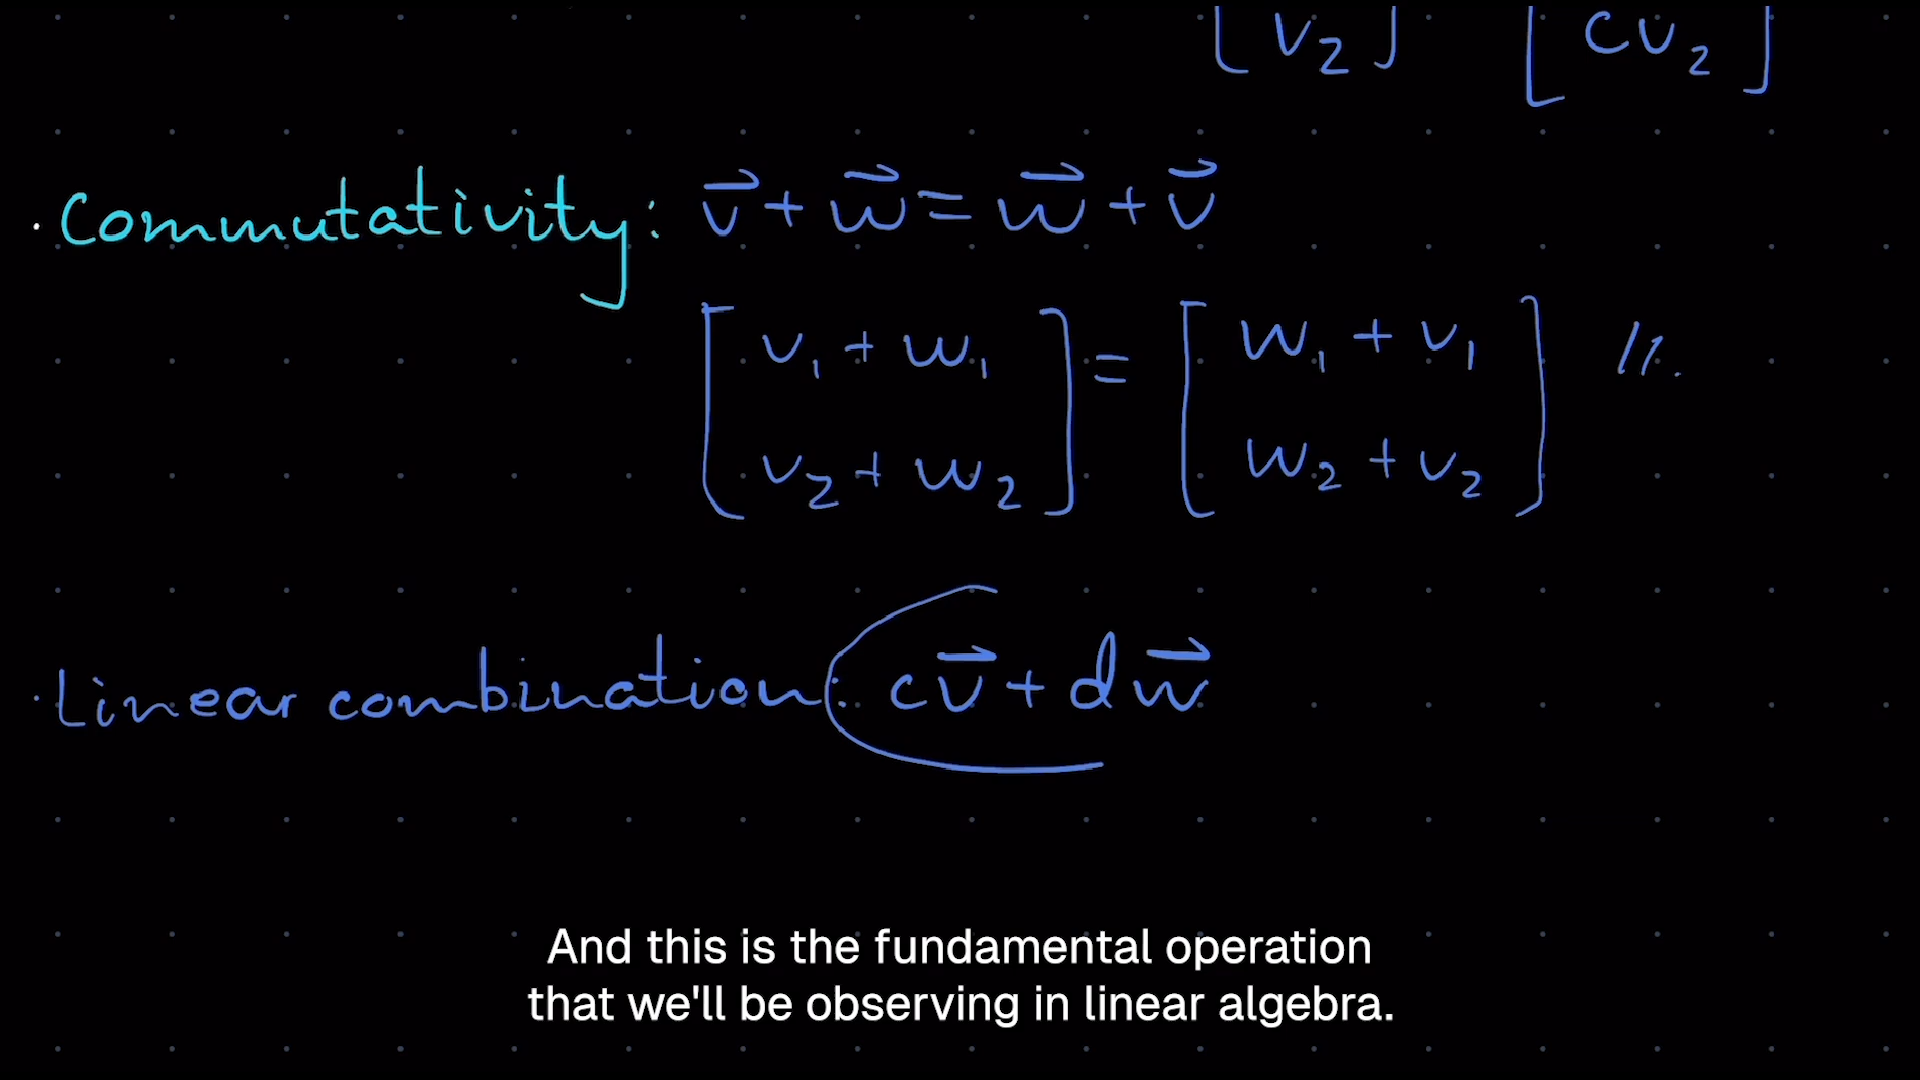 [v₂] [cv₂]
· Commutativity: v⃗ + w⃗ = w⃗ + v⃗
[v₁ + w₁] = [w₁ + v₁] //.
[v₂ + w₂] [w₂ + v₂]
· Linear combination: cv⃗ + dw⃗
And this is the fundamental operation
that we'll be observing in linear algebra.